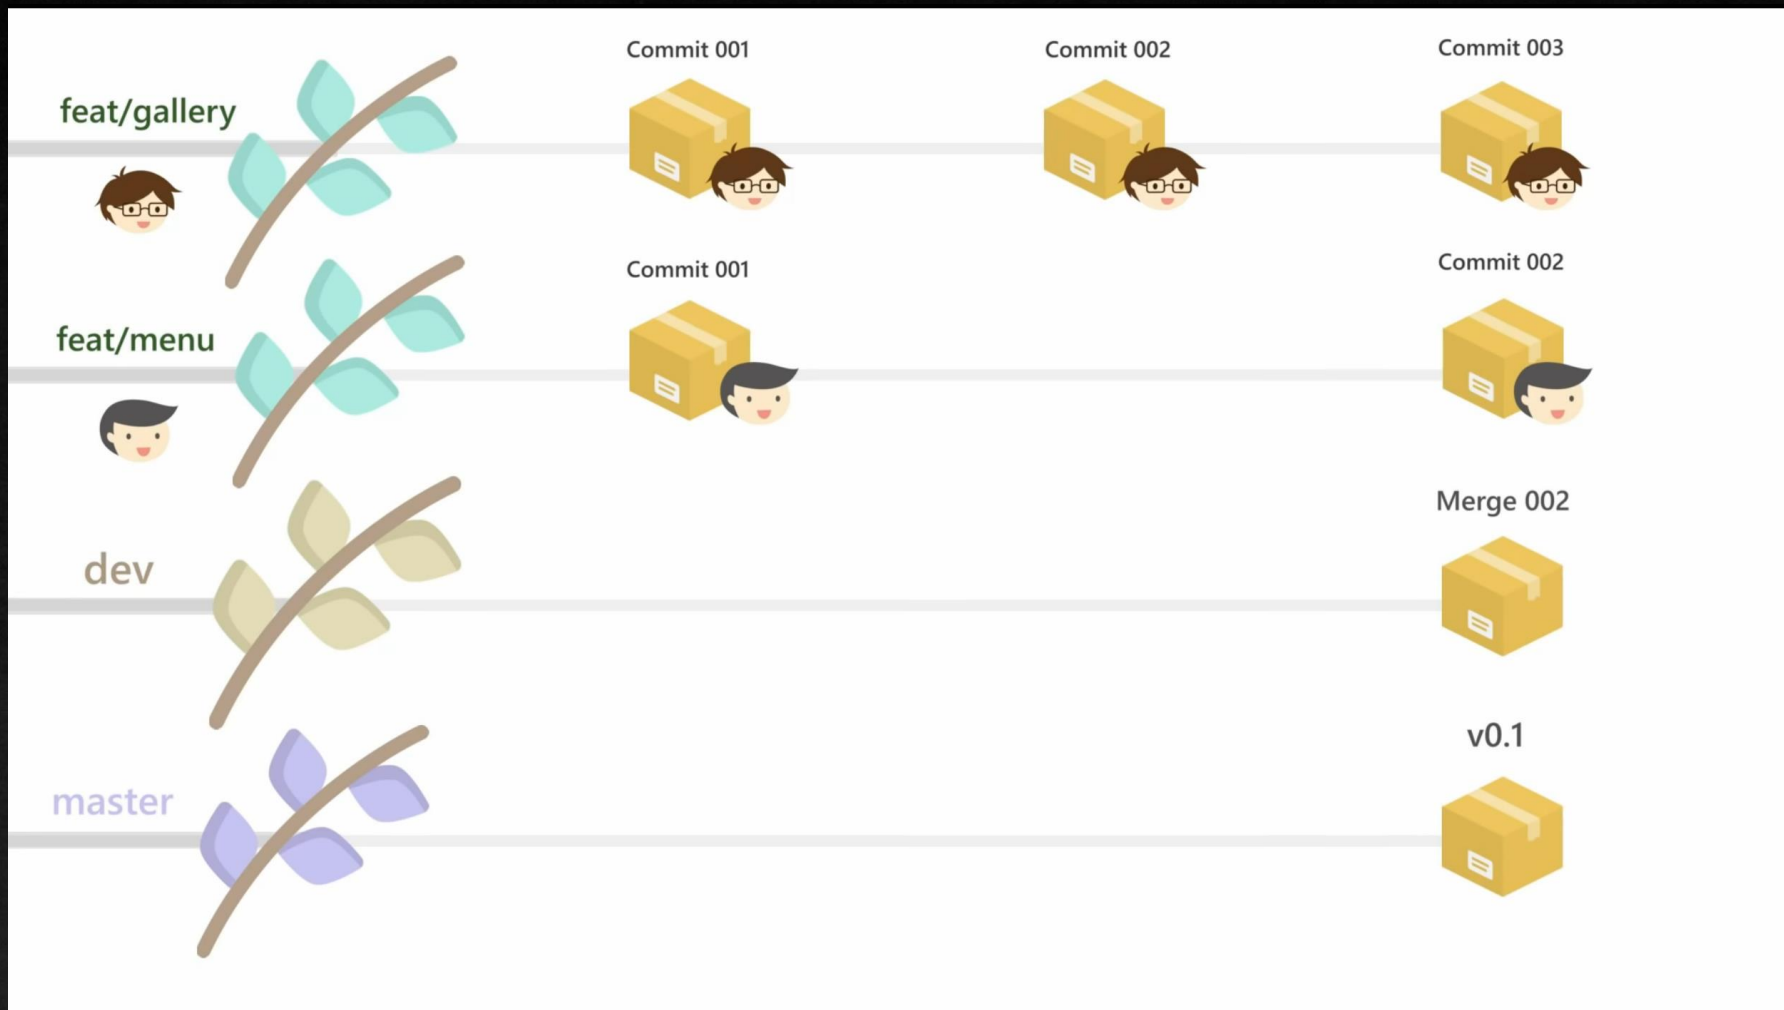 Commit 001
Commit 002
Commit 003
feat/gallery
Commit 001
Commit 002
feat/menu
Merge 002
dev
v0.1
master